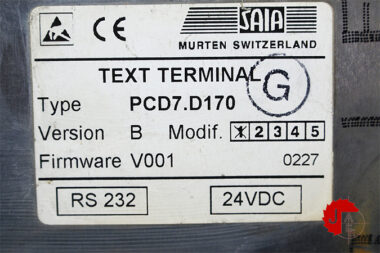 CE SAIA
MURTEN SWITZERLAND
TEXT TERMINAL G
Type PCD7.D170
Version B Modif. 1 2 3 4 5
Firmware V001 0227
RS 232 24VDC